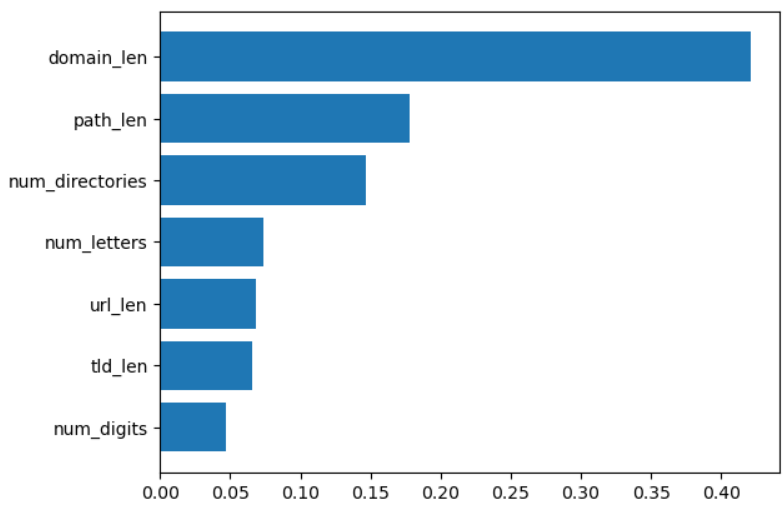 domain_len
path_len
num_directories
num_letters
url_len
tld_len
num_digits
0.00 0.05 0.10 0.15 0.20 0.25 0.30 0.35 0.40